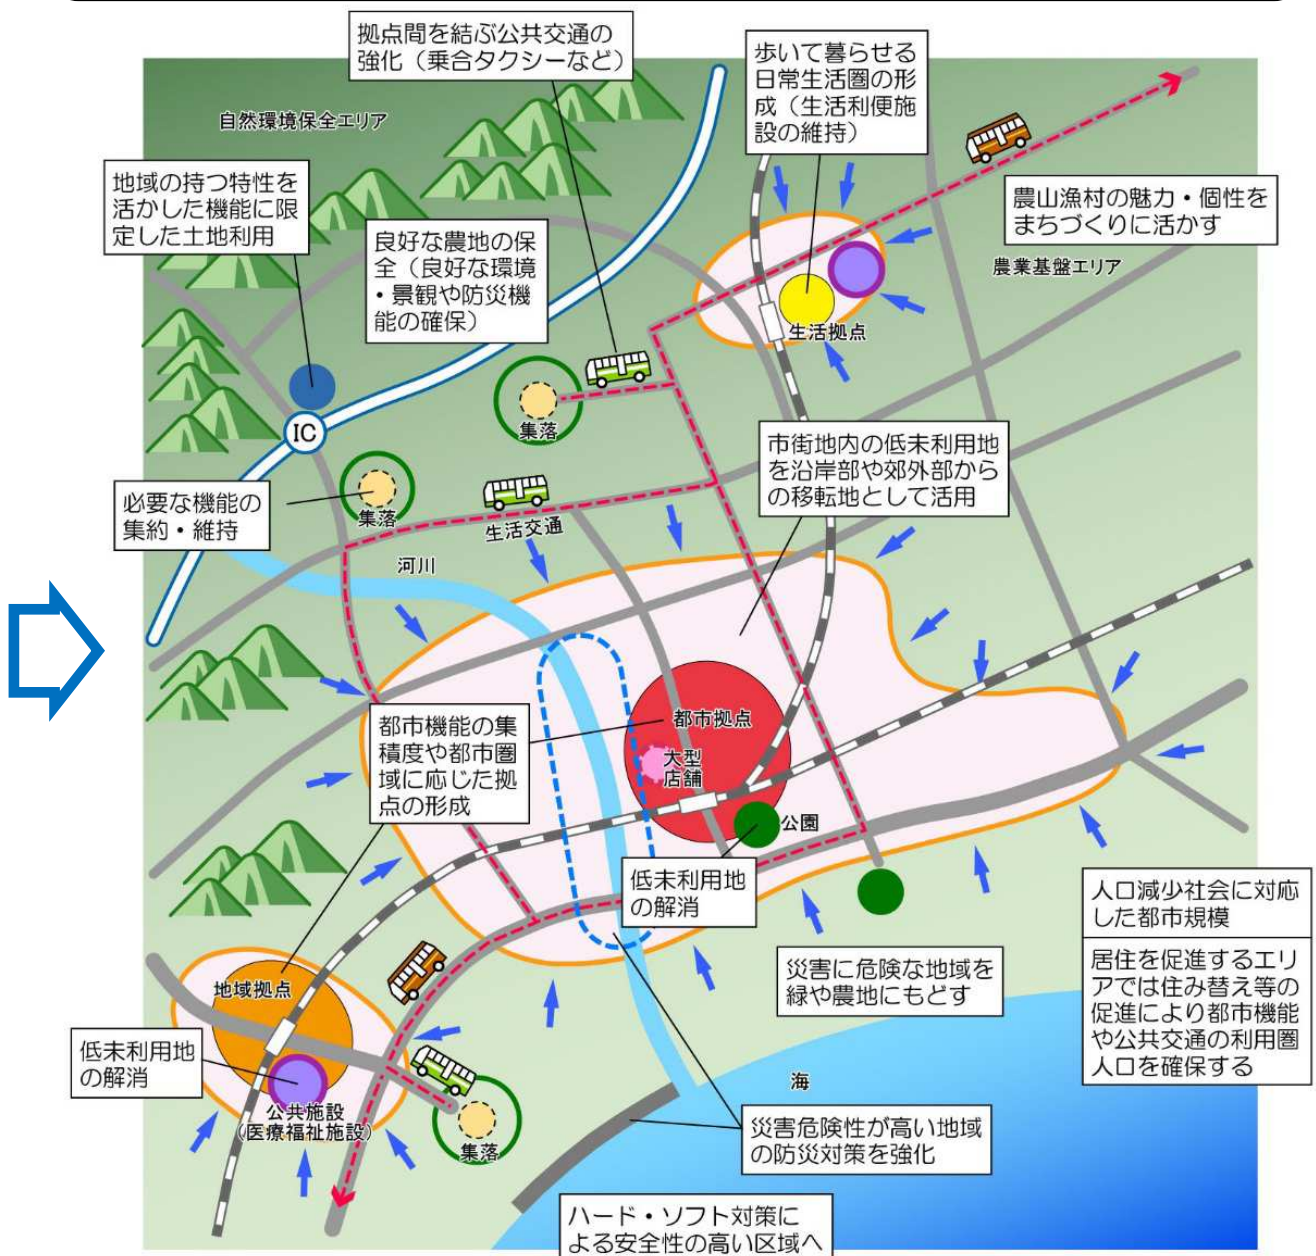 拠点間を結ぶ公共交通の
強化（乗合タクシーなど）
歩いて暮らせる
日常生活圏の形
成（生活利便施
設の維持）
自然環境保全エリア
地域の持つ特性を
活かした機能に限
定した土地利用
良好な農地の保
全（良好な環境
・景観や防災機
能の確保）
農山漁村の魅力・個性を
まちづくりに活かす
農業基盤エリア
生活拠点
集落
IC
市街地内の低未利用地
を沿岸部や郊外部から
の移転地として活用
必要な機能の
集約・維持
集落
生活交通
河川
都市機能の集
積度や都市圏
域に応じた拠
点の形成
都市拠点
大型
店舗
公園
低未利用地
の解消
人口減少社会に対応
した都市規模
居住を促進するエリ
アでは住み替え等の
促進により都市機能
や公共交通の利用圏
人口を確保する
災害に危険な地域を
緑や農地にもどす
地域拠点
低未利用地
の解消
公共施設
（医療福祉施設）
集落
海
災害危険性が高い地域
の防災対策を強化
ハード・ソフト対策に
よる安全性の高い区域へ